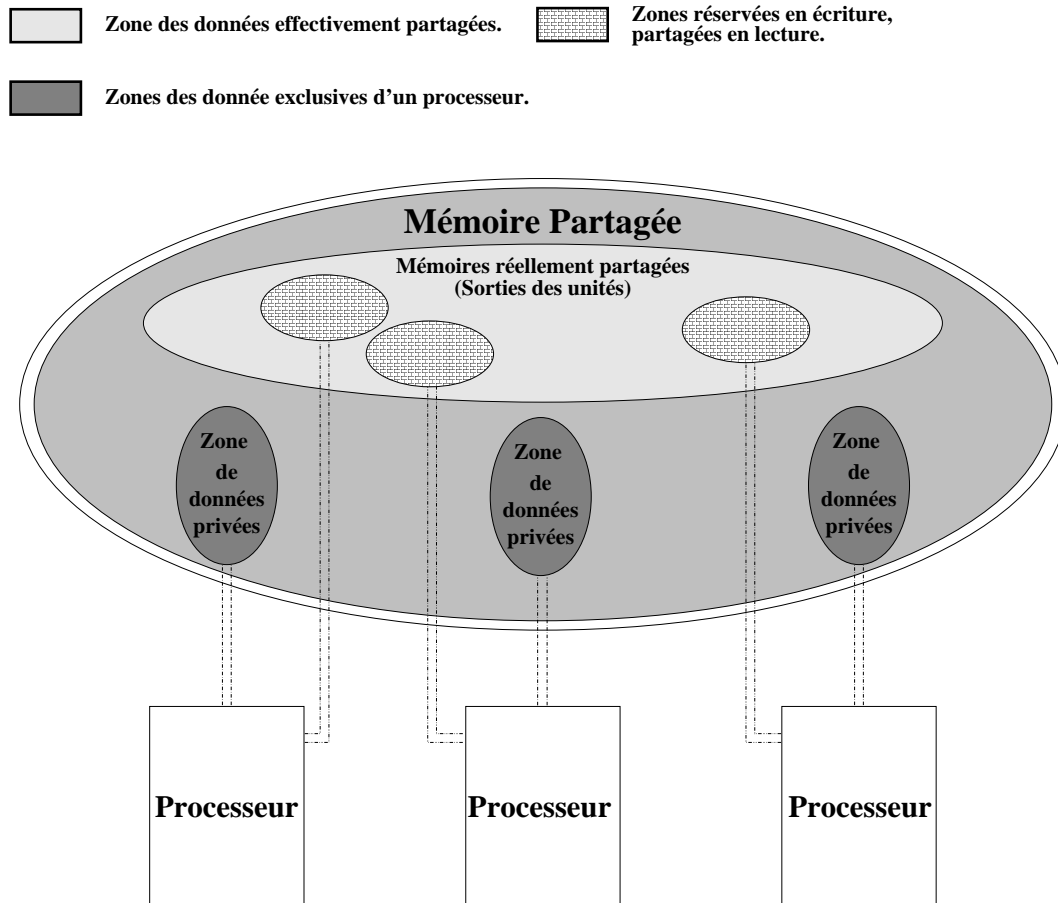 Zone des données effectivement partagées.
Zones réservées en écriture,
partagées en lecture.
Zones des donnée exclusives d'un processeur.
Mémoire Partagée
Mémoires réellement partagées
(Sorties des unités)
Zone
de
données
privées
Zone
de
données
privées
Zone
de
données
privées
Processeur
Processeur
Processeur